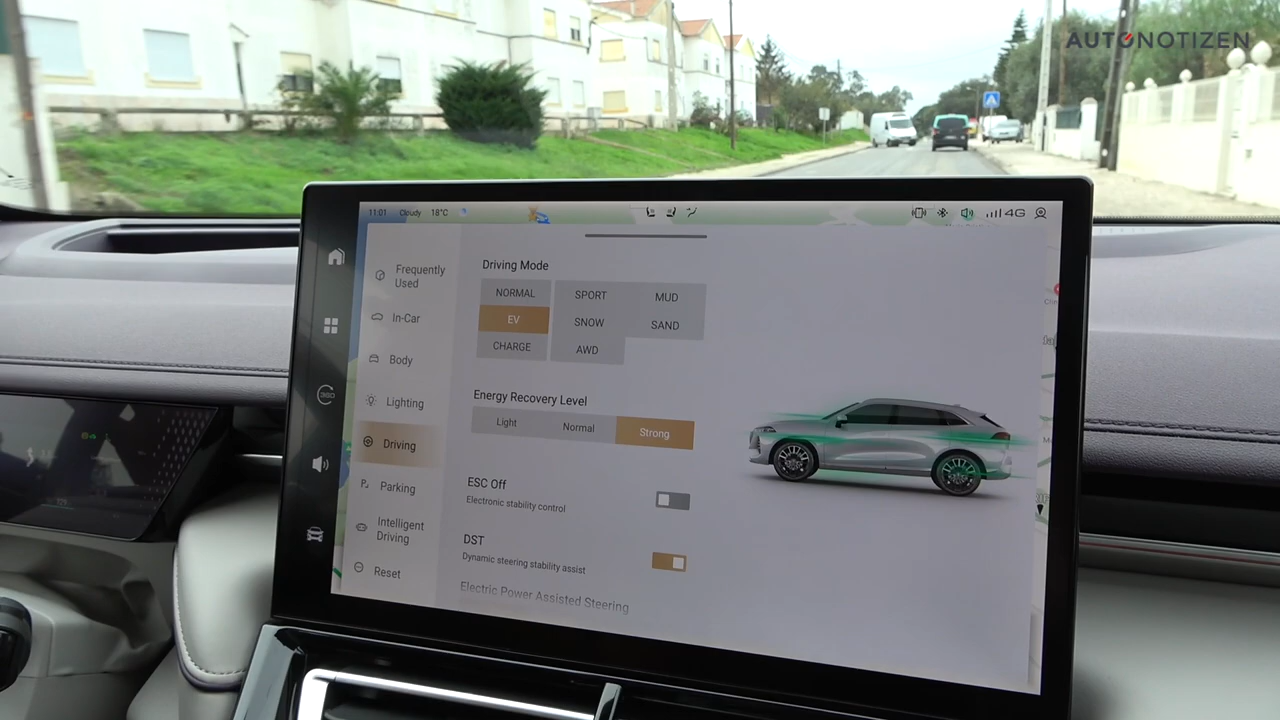 AUTONOTIZEN
11:01 Cloudy 18°C
4G
Frequently
Used
In-Car
Body
Lighting
Driving
Parking
Intelligent
Driving
Reset
Driving Mode
NORMAL SPORT MUD
EV SNOW SAND
CHARGE AWD
Energy Recovery Level
Light Normal Strong
ESC Off
Electronic stability control
DST
Dynamic steering stability assist
Electric Power Assisted Steering
360